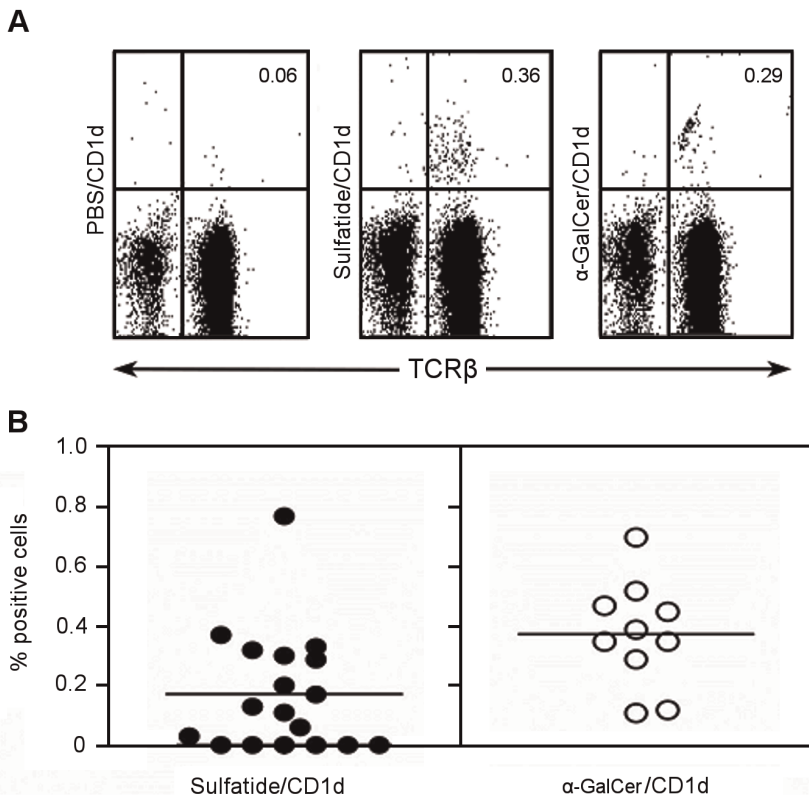 A
0.06
0.36
0.29
PBS/CD1d
Sulfatide/CD1d
α-GalCer/CD1d
TCRβ
B
1.0
0.8
0.6
0.4
0.2
0
% positive cells
Sulfatide/CD1d
α-GalCer/CD1d